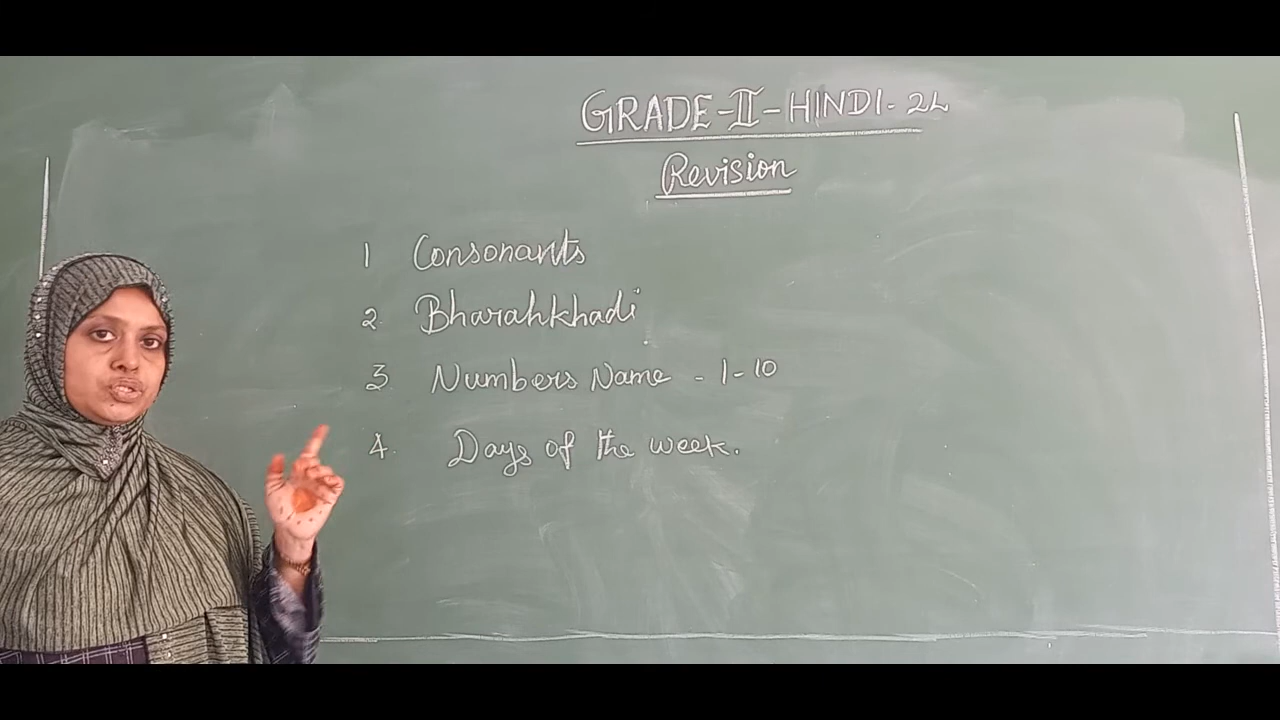 GRADE-II-HINDI-2L
Revision
1 Consonants
2. Bharahkhadi
3. Numbers Name - 1-10
4. Days of the week.